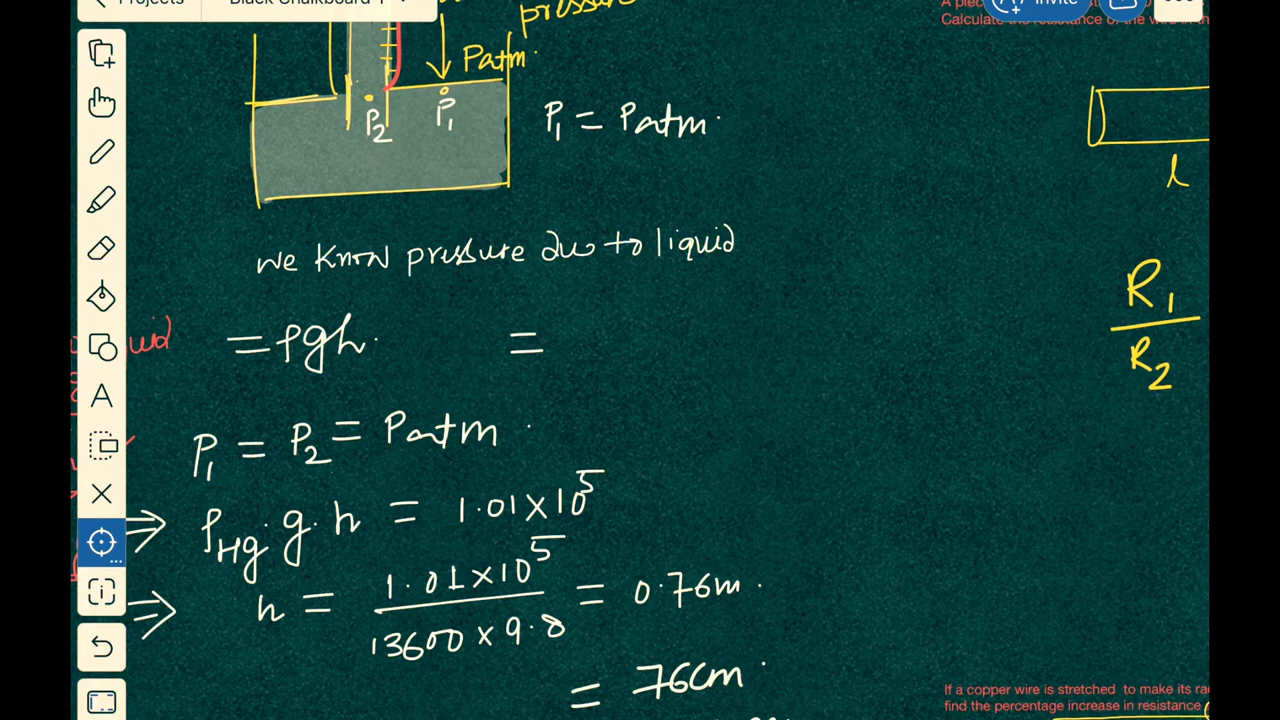 Projects
Black Chalkboard 1
Invite
pressure
Patm.
P2
P1
P1 = Patm.
we know pressure due to liquid
= ρgh. =
P1 = P2 = Patm.
⇒ ρHg. g. h = 1.01 × 10^5
⇒ h = 1.01 × 10^5 / 13600 × 9.8 = 0.76m.
= 76cm.
A
Calculate the resistance of the wire in
l
R1
R2
If a copper wire is stretched to make its ra
find the percentage increase in resistance